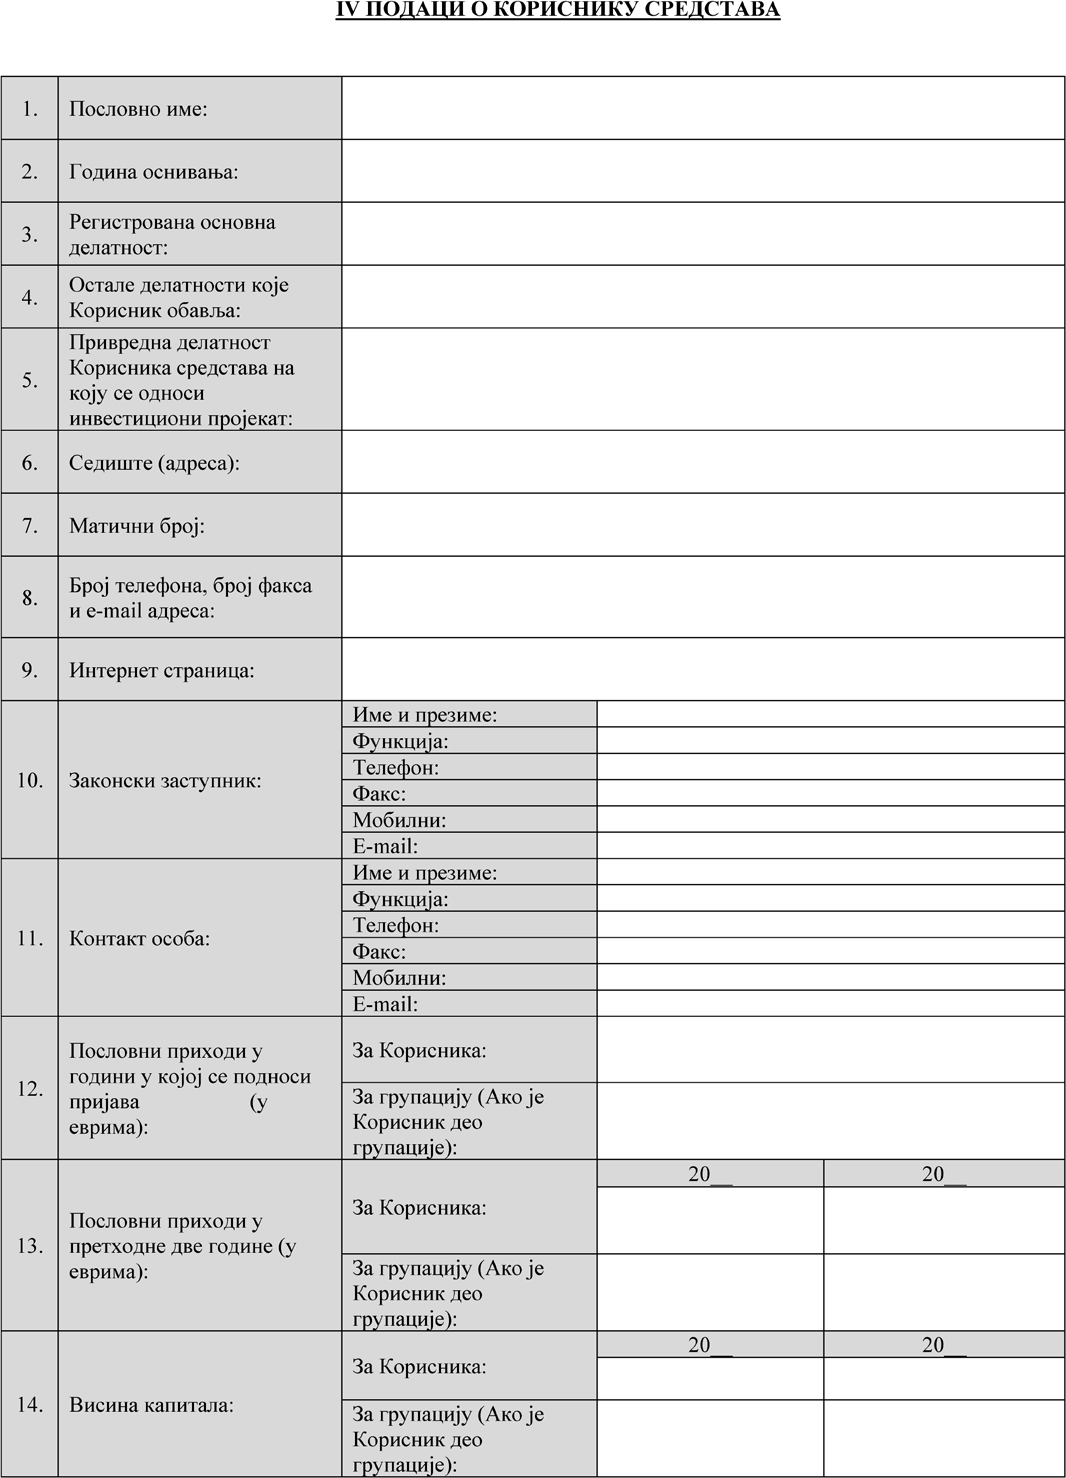 IV ПОДАЦИ О КОРИСНИКУ СРЕДСТАВА
1. Пословно име:
2. Година оснивања:
3. Регистрована основна
делатност:
4. Остале делатности које
Корисник обавља:
5. Привредна делатност
Корисника средстава на
коју се односи
инвестициони пројекат:
6. Седиште (адреса):
7. Матични број:
8. Број телефона, број факса
и e-mail адреса:
9. Интернет страница:
10. Законски заступник:
Име и презиме:
Функција:
Телефон:
Факс:
Мобилни:
E-mail:
11. Контакт особа:
Име и презиме:
Функција:
Телефон:
Факс:
Мобилни:
E-mail:
12. Пословни приходи у
години у којој се подноси
пријава (у
еврима):
За Корисника:
За групацију (Ако је
Корисник део
групације):
13. Пословни приходи у
претходне две године (у
еврима):
20__ 20__
За Корисника:
За групацију (Ако је
Корисник део
групације):
14. Висина капитала:
20__ 20__
За Корисника:
За групацију (Ако је
Корисник део
групације):